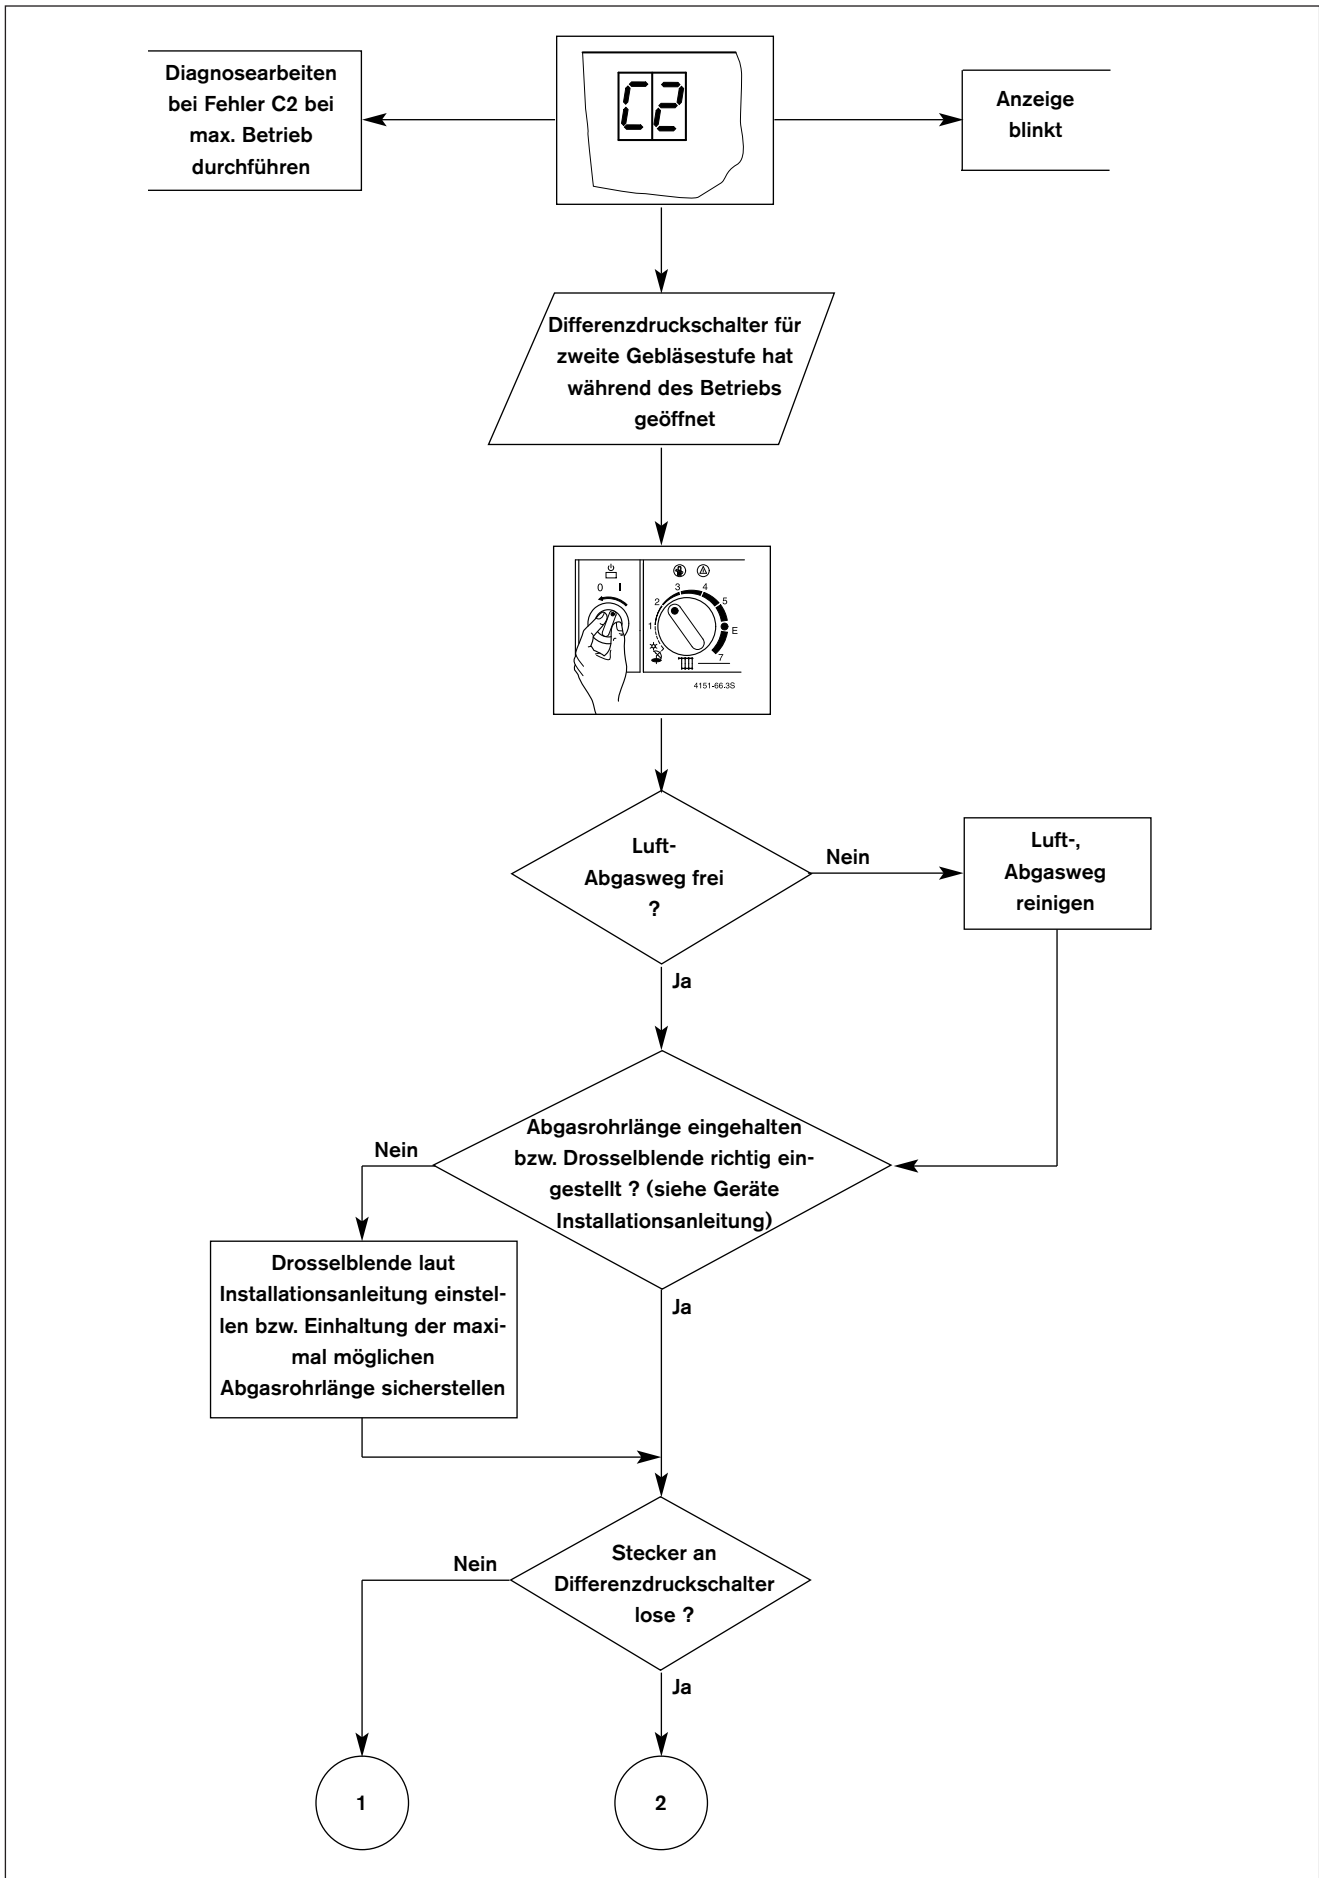 Diagnosearbeiten
bei Fehler C2 bei
max. Betrieb
durchführen
C2
Anzeige
blinkt
Differenzdruckschalter für
zweite Gebläsestufe hat
während des Betriebs
geöffnet
0 I
1
2
3
4
5
E
7
4151-66.3S
Luft-
Abgasweg frei
?
Nein
Luft-,
Abgasweg
reinigen
Ja
Abgasrohrlänge eingehalten
bzw. Drosselblende richtig ein-
gestellt ? (siehe Geräte
Installationsanleitung)
Nein
Drosselblende laut
Installationsanleitung einstel-
len bzw. Einhaltung der maxi-
mal möglichen
Abgasrohrlänge sicherstellen
Ja
Stecker an
Differenzdruckschalter
lose ?
Nein
Ja
1
2